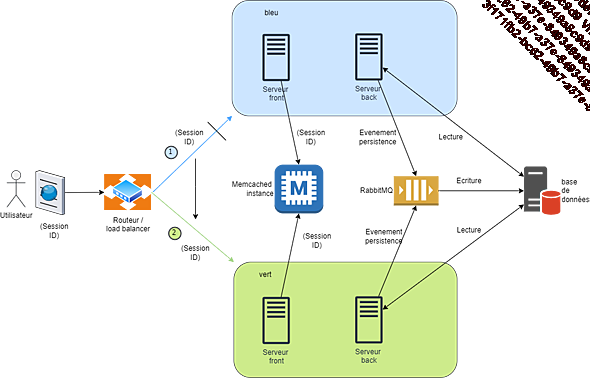 bleu
Serveur
front
Serveur
back
(Session
ID)
1
(Session
ID)
Evenement
persistence
Lecture
Utilisateur
(Session
ID)
Routeur /
load balancer
Memcached
instance
M
RabbitMQ
Ecriture
base
de
données
2
(Session
ID)
(Session
ID)
Evenement
persistence
Lecture
vert
Serveur
front
Serveur
back